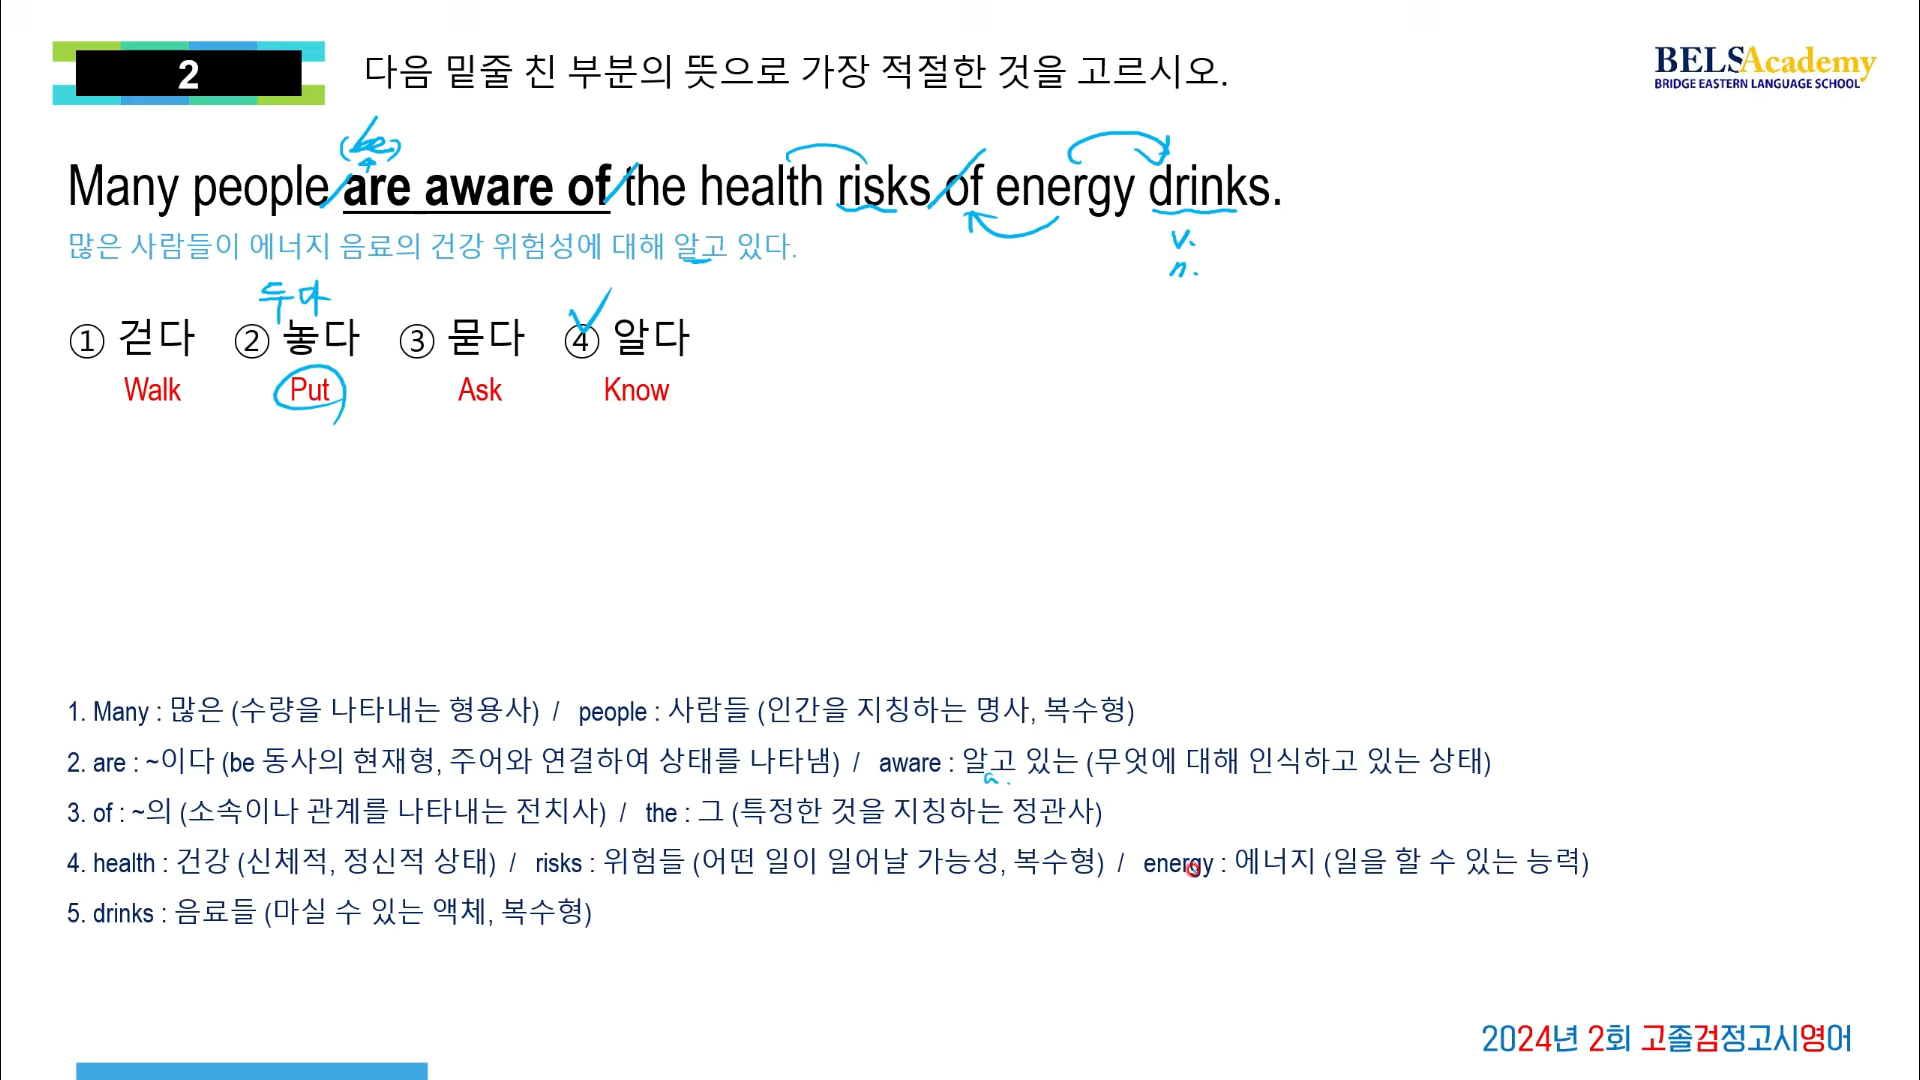 2
다음 밑줄 친 부분의 뜻으로 가장 적절한 것을 고르시오.
BELSAcademy
BRIDGE EASTERN LANGUAGE SCHOOL
(be)
Many people are aware of the health risks of energy drinks.
많은 사람들이 에너지 음료의 건강 위험성에 대해 알고 있다.
v.
n.
두다
① 걷다 ② 놓다 ③ 묻다 ④ 알다
Walk Put Ask Know
1. Many : 많은 (수량을 나타내는 형용사) / people : 사람들 (인간을 지칭하는 명사, 복수형)
2. are : ~이다 (be 동사의 현재형, 주어와 연결하여 상태를 나타냄) / aware : 알고 있는 (무엇에 대해 인식하고 있는 상태)
a.
3. of : ~의 (소속이나 관계를 나타내는 전치사) / the : 그 (특정한 것을 지칭하는 정관사)
4. health : 건강 (신체적, 정신적 상태) / risks : 위험들 (어떤 일이 일어날 가능성, 복수형) / energy : 에너지 (일을 할 수 있는 능력)
5. drinks : 음료들 (마실 수 있는 액체, 복수형)
2024년 2회 고졸검정고시영어